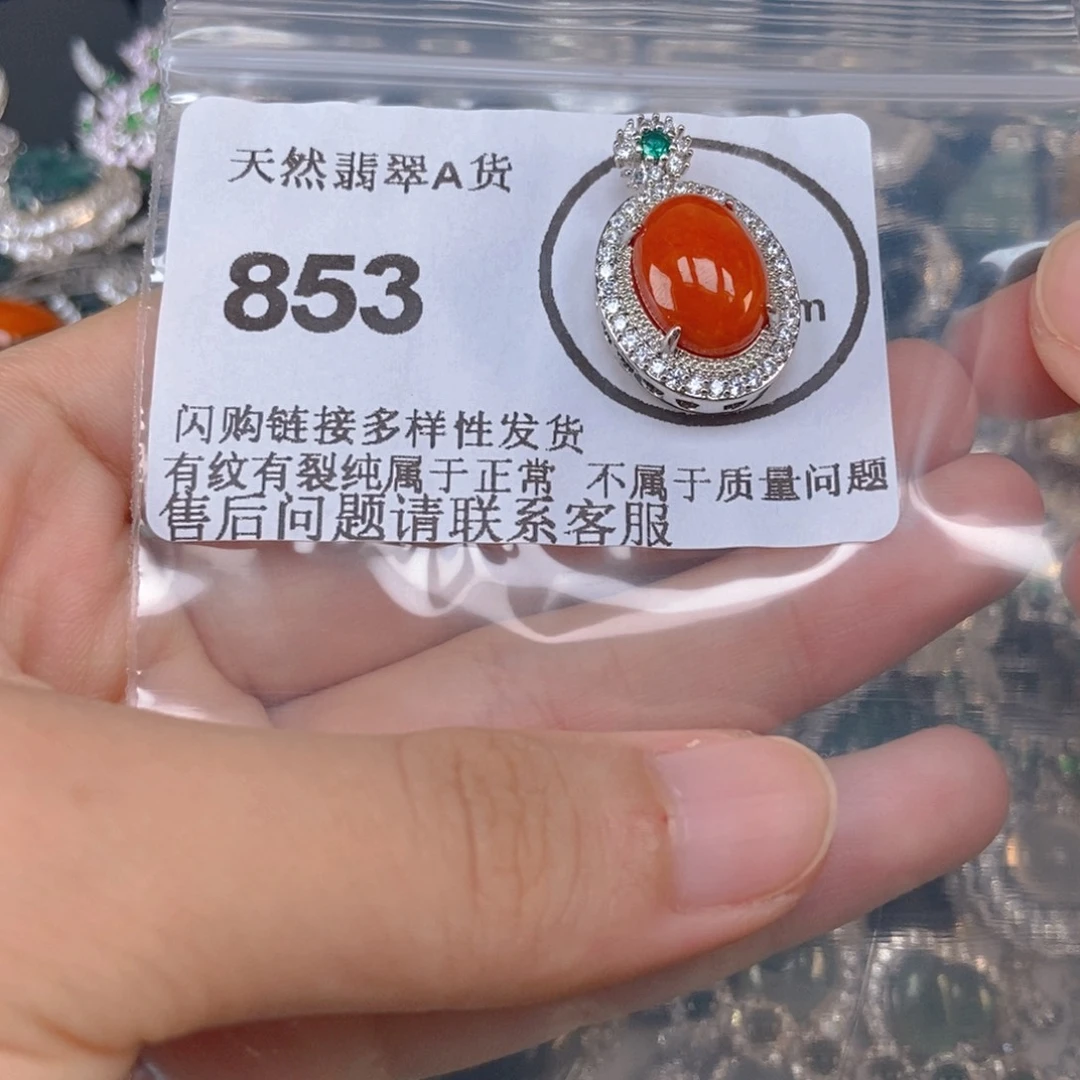 天然翡翠A货
853
m
闪购链接多样性发货
有纹有裂纯属于正常 不属于质量问题
售后问题请联系客服